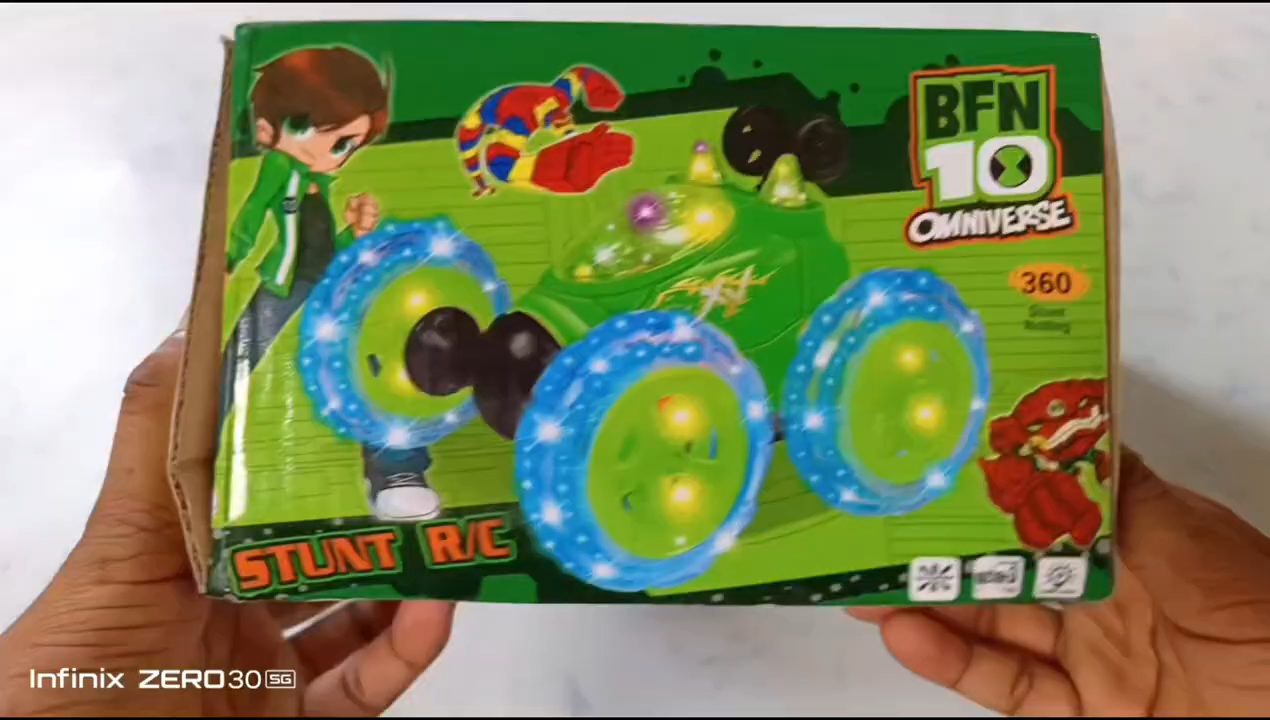 BFN
10
OMNIVERSE
360
STUNT R/C
Infinix ZERO30 5G